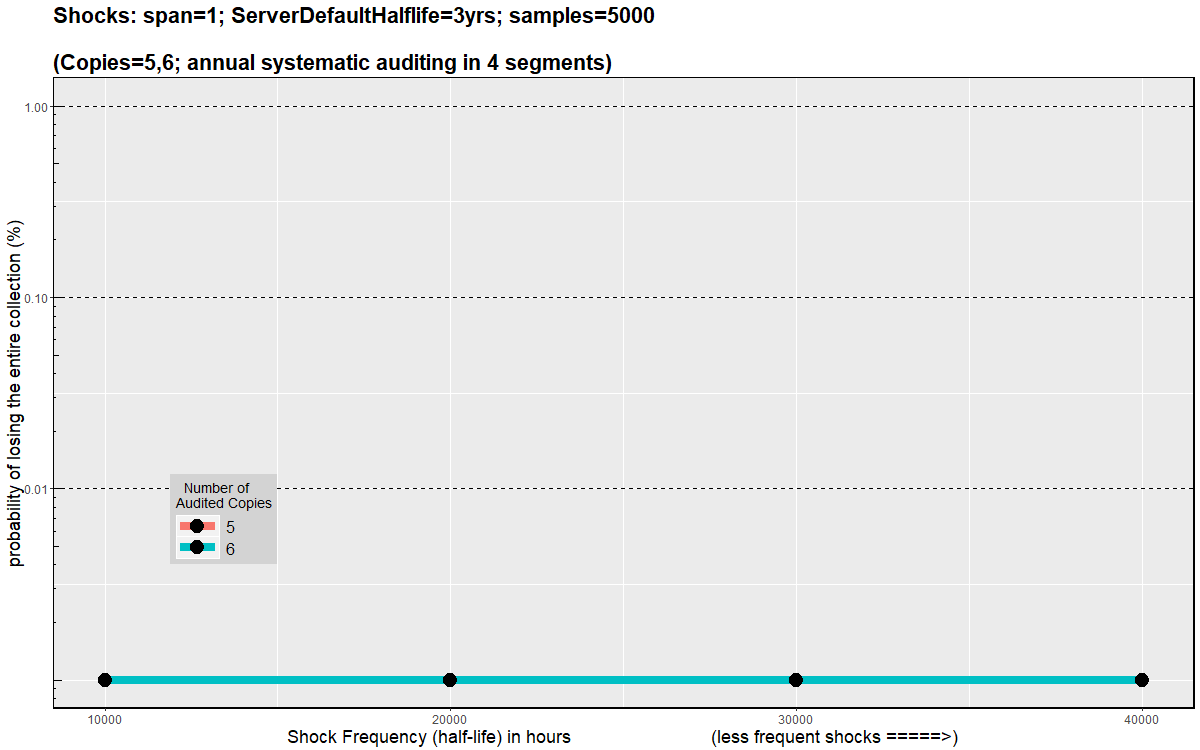 Shocks: span=1; ServerDefaultHalflife=3yrs; samples=5000
(Copies=5,6; annual systematic auditing in 4 segments)
probability of losing the entire collection (%)
1.00
0.10
0.01
Number of
Audited Copies
5
6
10000
20000
30000
40000
Shock Frequency (half-life) in hours (less frequent shocks =====>)